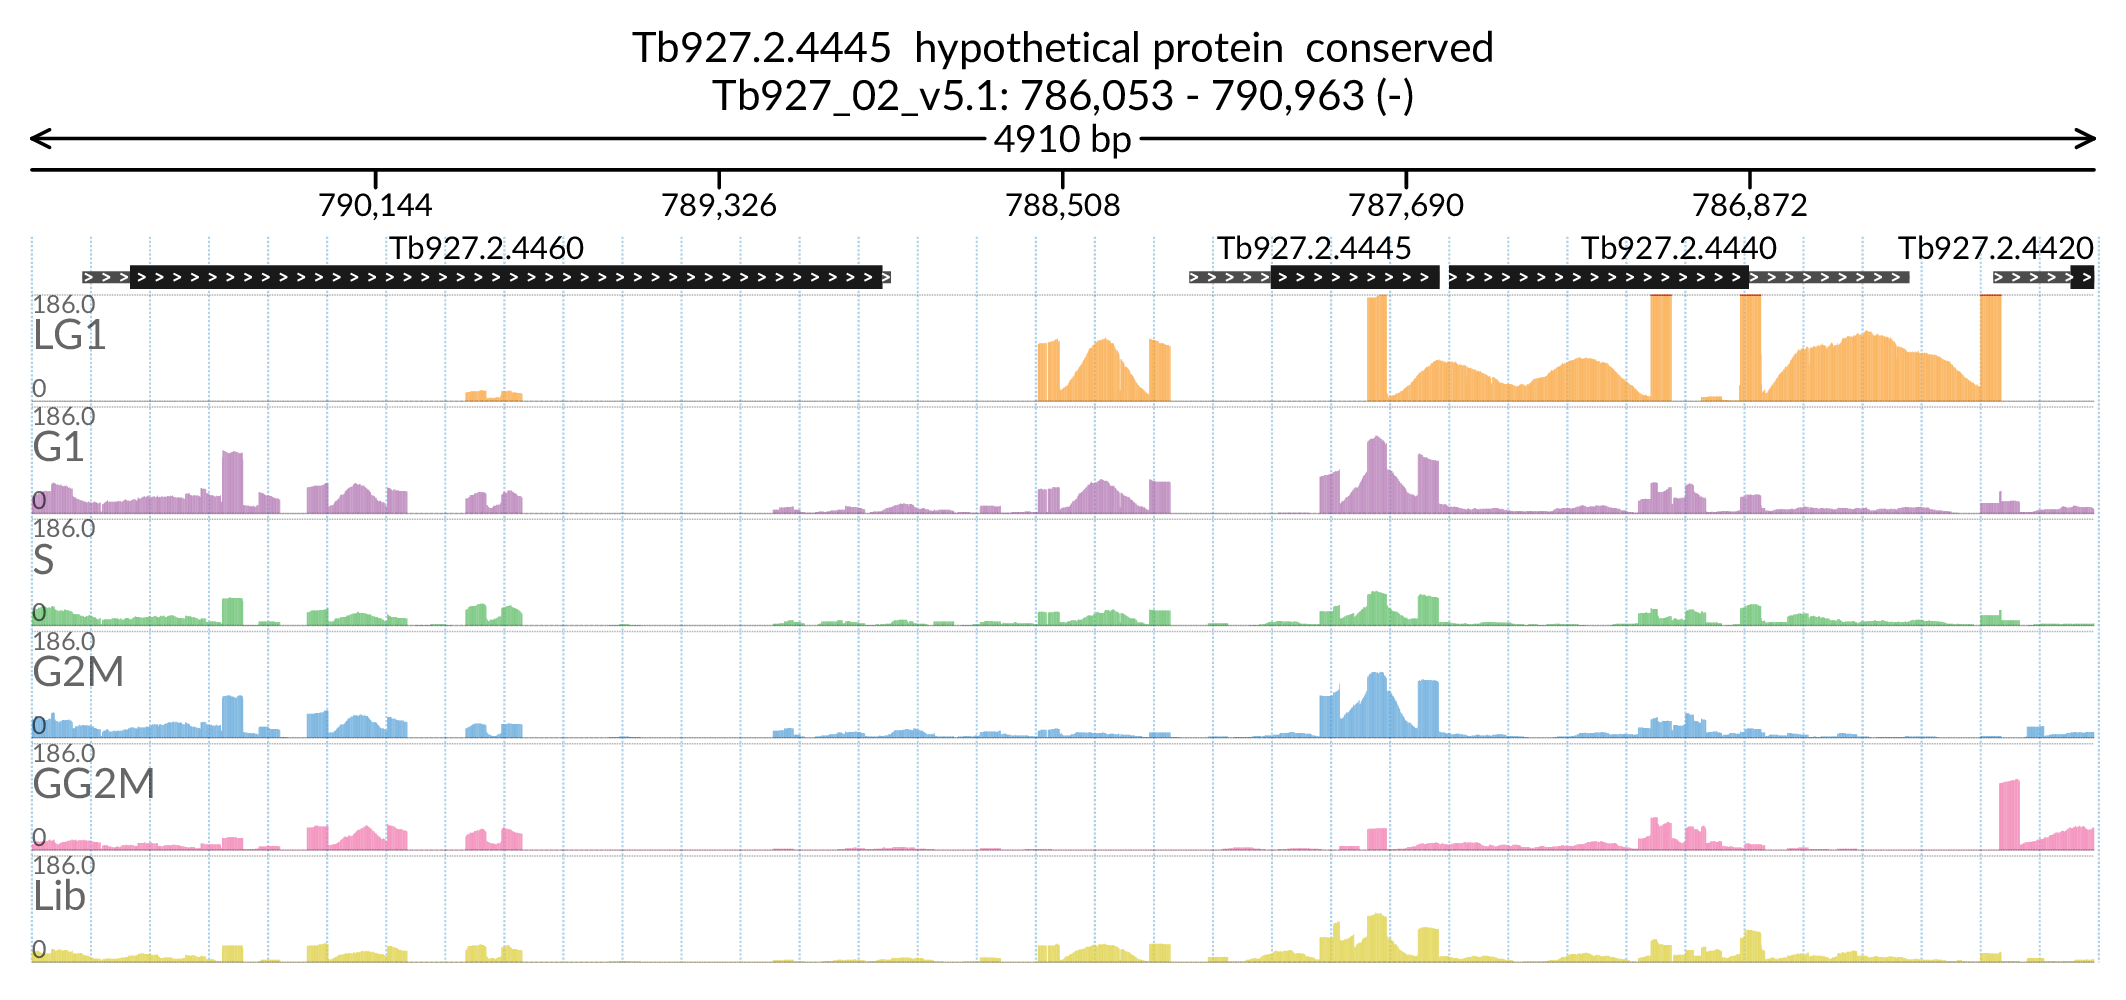 Tb927.2.4445  hypothetical protein  conserved
Tb927_02_v5.1: 786,053 - 790,963 (-)
4910 bp
790,144 789,326 788,508 787,690 786,872
Tb927.2.4460 Tb927.2.4445 Tb927.2.4440 Tb927.2.4420
186.0
LG1
0
186.0
G1
0
186.0
S
0
186.0
G2M
0
186.0
GG2M
0
186.0
Lib
0